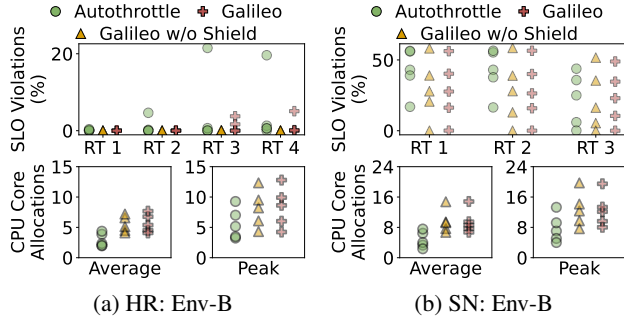 Autothrottle Galileo
Galileo w/o Shield
SLO Violations
(%)
20
0
RT 1 RT 2 RT 3 RT 4
CPU Core
Allocations
15
10
5
0
Average
15
10
5
0
Peak
(a) HR: Env-B
Autothrottle Galileo
Galileo w/o Shield
SLO Violations
(%)
50
0
RT 1 RT 2 RT 3
CPU Core
Allocations
24
16
8
0
Average
24
16
8
0
Peak
(b) SN: Env-B